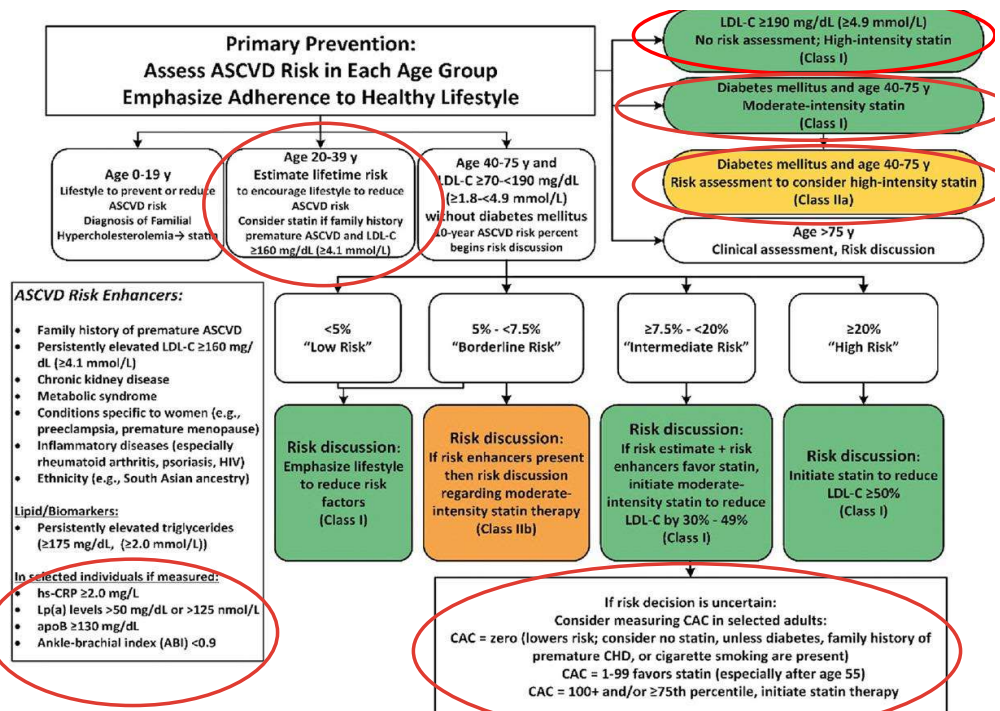 Primary Prevention:
Assess ASCVD Risk in Each Age Group
Emphasize Adherence to Healthy Lifestyle
LDL-C ≥190 mg/dL (≥4.9 mmol/L)
No risk assessment; High-intensity statin
(Class I)
Diabetes mellitus and age 40-75 y
Moderate-intensity statin
(Class I)
Diabetes mellitus and age 40-75 y
Risk assessment to consider high-intensity statin
(Class IIa)
Age >75 y
Clinical assessment, Risk discussion
Age 0-19 y
Lifestyle to prevent or reduce
ASCVD risk
Diagnosis of Familial
Hypercholesterolemia→ statin
Age 20-39 y
Estimate lifetime risk
to encourage lifestyle to reduce
ASCVD risk
Consider statin if family history
premature ASCVD and LDL-C
≥160 mg/dL (≥4.1 mmol/L)
Age 40-75 y and
LDL-C ≥70-<190 mg/dL
(≥1.8-<4.9 mmol/L)
without diabetes mellitus
10-year ASCVD risk percent
begins risk discussion
<5%
"Low Risk"
5% - <7.5%
"Borderline Risk"
≥7.5% - <20%
"Intermediate Risk"
≥20%
"High Risk"
Risk discussion:
Emphasize lifestyle
to reduce risk
factors
(Class I)
Risk discussion:
If risk enhancers present
then risk discussion
regarding moderate-
intensity statin therapy
(Class IIb)
Risk discussion:
If risk estimate + risk
enhancers favor statin,
initiate moderate-
intensity statin to reduce
LDL-C by 30% - 49%
(Class I)
Risk discussion:
Initiate statin to reduce
LDL-C ≥50%
(Class I)
ASCVD Risk Enhancers:
• Family history of premature ASCVD
• Persistently elevated LDL-C ≥160 mg/
dL (≥4.1 mmol/L)
• Chronic kidney disease
• Metabolic syndrome
• Conditions specific to women (e.g.,
preeclampsia, premature menopause)
• Inflammatory diseases (especially
rheumatoid arthritis, psoriasis, HIV)
• Ethnicity (e.g., South Asian ancestry)
Lipid/Biomarkers:
• Persistently elevated triglycerides
(≥175 mg/dL, (≥2.0 mmol/L))
In selected individuals if measured:
• hs-CRP ≥2.0 mg/L
• Lp(a) levels >50 mg/dL or >125 nmol/L
• apoB ≥130 mg/dL
• Ankle-brachial index (ABI) <0.9
If risk decision is uncertain:
Consider measuring CAC in selected adults:
CAC = zero (lowers risk; consider no statin, unless diabetes, family history of
premature CHD, or cigarette smoking are present)
CAC = 1-99 favors statin (especially after age 55)
CAC = 100+ and/or ≥75th percentile, initiate statin therapy